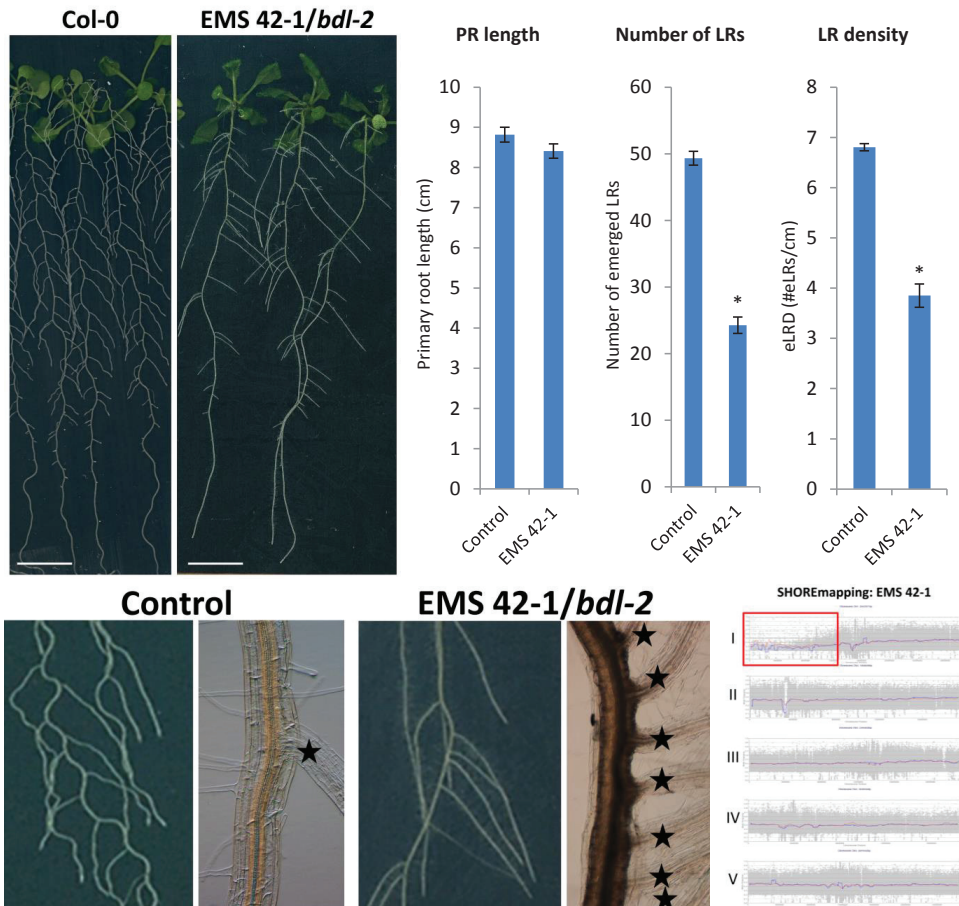 Col-0
EMS 42-1/bdl-2
PR length
Primary root length (cm)
10
9
8
7
6
5
4
3
2
1
0
Control
EMS 42-1
Number of LRs
Number of emerged LRs
60
50
40
30
20
10
0
*
Control
EMS 42-1
LR density
eLRD (#eLRs/cm)
8
7
6
5
4
3
2
1
0
*
Control
EMS 42-1
Control
EMS 42-1/bdl-2
SHOREmapping: EMS 42-1
I
II
III
IV
V